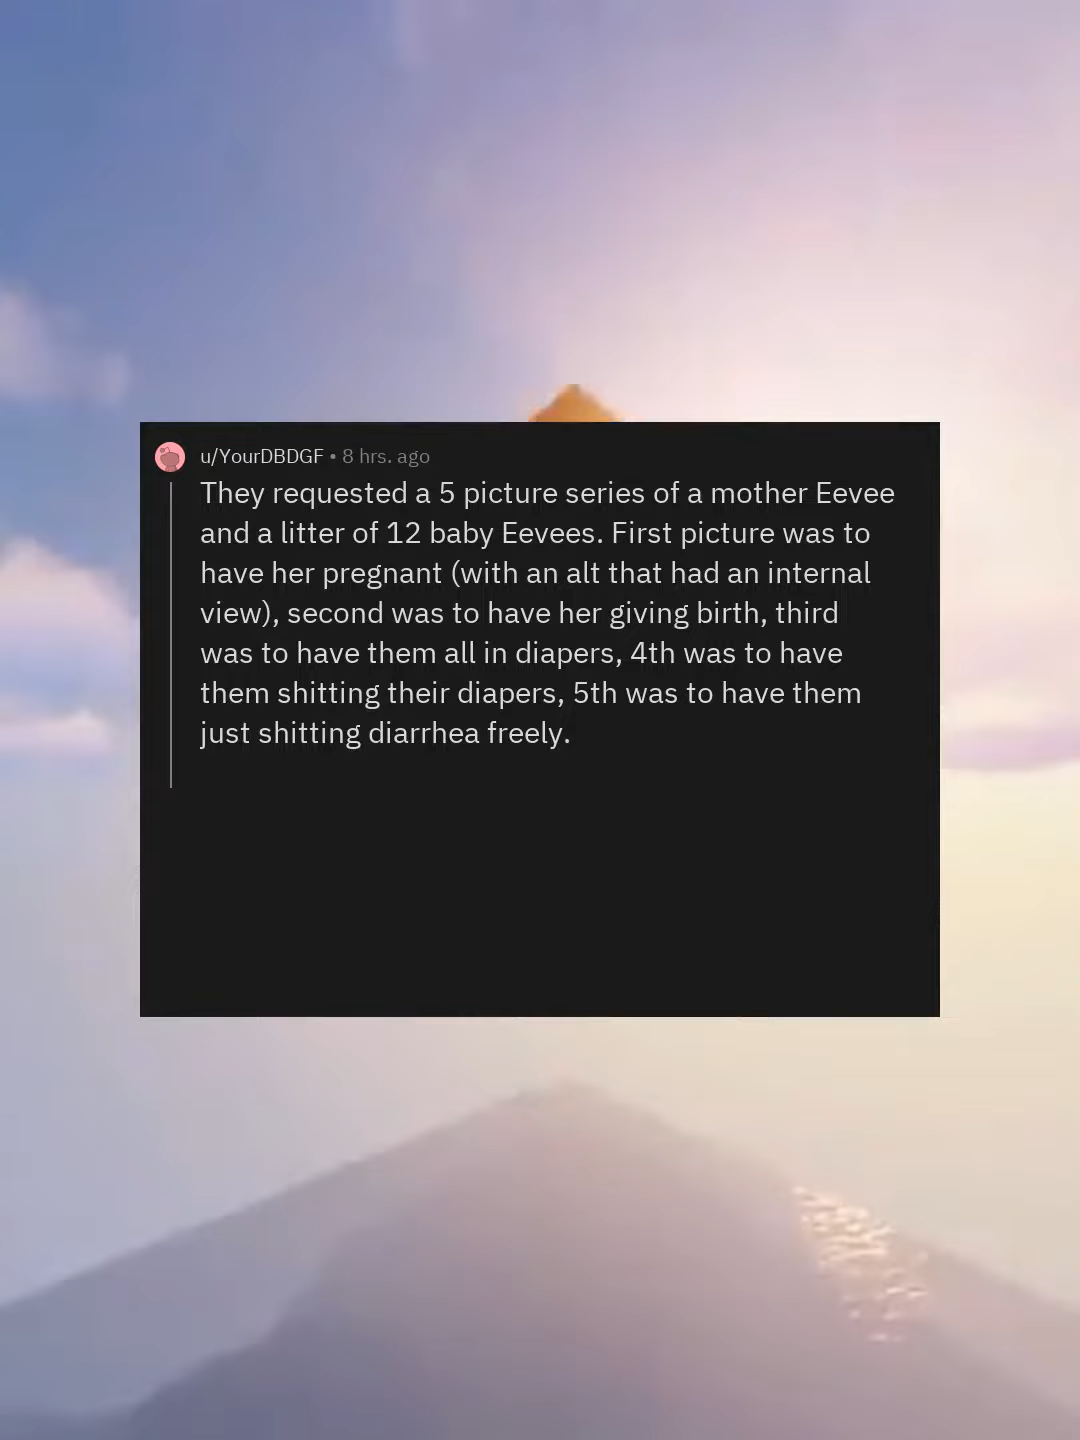 u/YourDBDGF • 8 hrs. ago
They requested a 5 picture series of a mother Eevee
and a litter of 12 baby Eevees. First picture was to
have her pregnant (with an alt that had an internal
view), second was to have her giving birth, third
was to have them all in diapers, 4th was to have
them shitting their diapers, 5th was to have them
just shitting diarrhea freely.